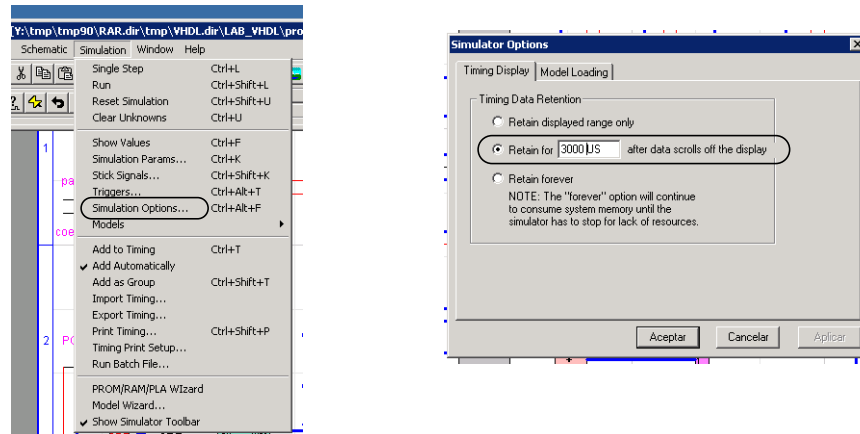 [Y:\tmp\tmp90\RAR.dir\tmp\VHDL.dir\LAB_VHDL\pro
Schematic Simulation Window Help
Single Step Ctrl+L
Run Ctrl+Shift+L
Reset Simulation Ctrl+Shift+U
Clear Unknowns Ctrl+U
Show Values Ctrl+F
Simulation Params... Ctrl+K
Stick Signals... Ctrl+Shift+K
Triggers... Ctrl+Alt+T
Simulation Options... Ctrl+Alt+F
Models
Add to Timing Ctrl+T
Add Automatically
Add as Group Ctrl+Shift+T
Import Timing...
Export Timing...
Print Timing... Ctrl+Shift+P
Timing Print Setup...
Run Batch File...
PROM/RAM/PLA WIzard
Model Wizard...
Show Simulator Toolbar
1
pa
coe
2
PO
Simulator Options
Timing Display Model Loading
Timing Data Retention
Retain displayed range only
Retain for 3000 US after data scrolls off the display
Retain forever
NOTE: The "forever" option will continue
to consume system memory until the
simulator has to stop for lack of resources.
Aceptar Cancelar Aplicar